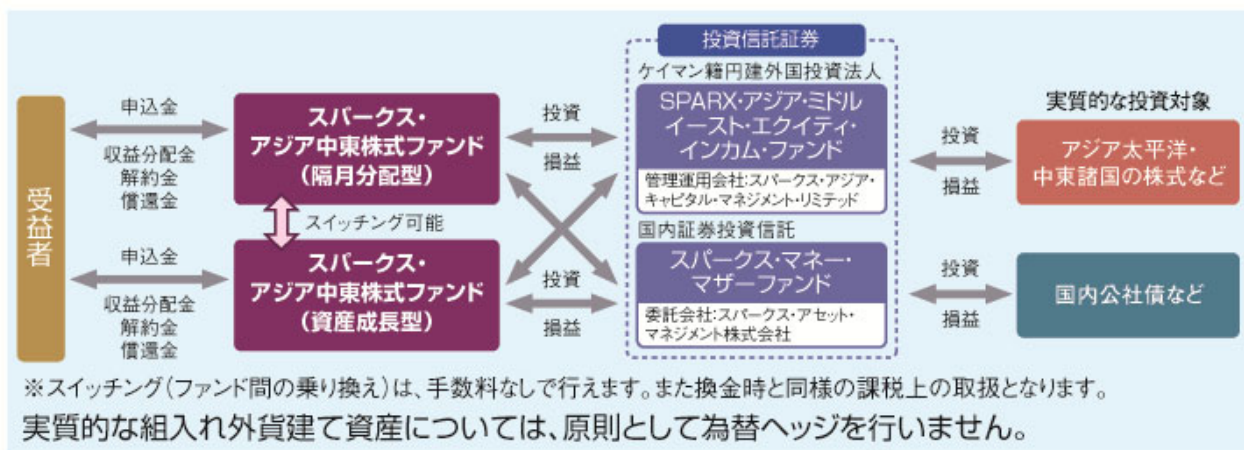 投資信託証券
ケイマン籍円建外国投資法人
受益者
申込金
収益分配金
解約金
償還金
スパークス・
アジア中東株式ファンド
(隔月分配型)
投資
損益
SPARX・アジア・ミドル
イースト・エクイティ・
インカム・ファンド
管理運用会社:スパークス・アジア・
キャピタル・マネジメント・リミテッド
投資
損益
実質的な投資対象
アジア太平洋・
中東諸国の株式など
スイッチング可能
申込金
収益分配金
解約金
償還金
スパークス・
アジア中東株式ファンド
(資産成長型)
投資
損益
国内証券投資信託
スパークス・マネー・
マザーファンド
委託会社:スパークス・アセット・
マネジメント株式会社
投資
損益
国内公社債など
※スイッチング(ファンド間の乗り換え)は、手数料なしで行えます。また換金時と同様の課税上の取扱となります。
実質的な組入れ外貨建て資産については、原則として為替ヘッジを行いません。